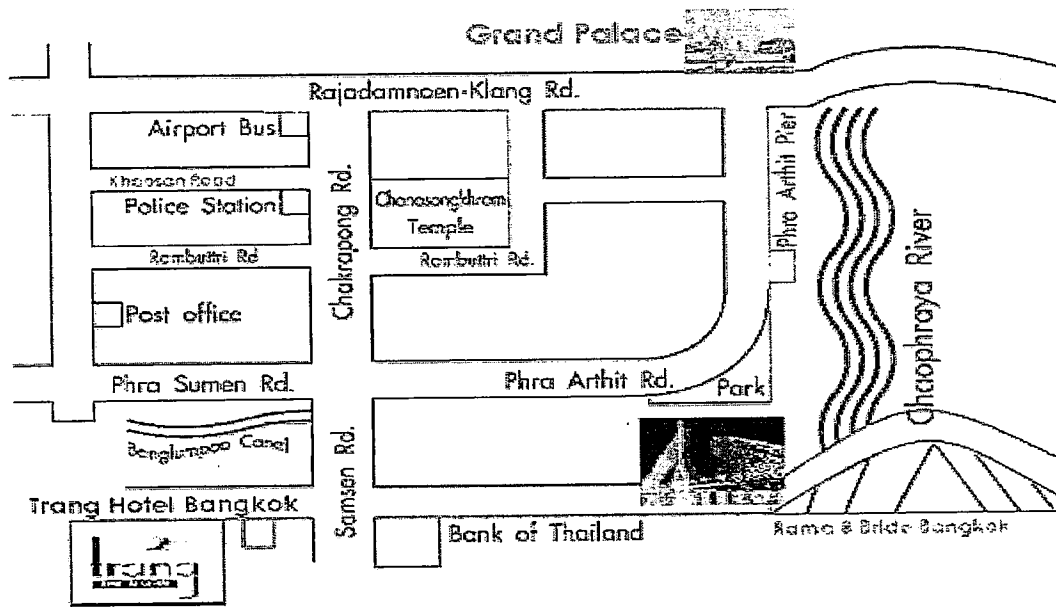 Grand Palace
Rajadamnoen-Klang Rd.
Airport Bus
Khaosan Road
Police Station
Rambuttri Rd
Post office
Phra Sumen Rd.
Banglumpoo Canal
Chakrapong Rd.
Chanasongkhram
Temple
Rambuttri Rd.
Phra Arthit Rd.
Park
Phra Arthit Pier
Chaophraya River
Samsan Rd.
Trang Hotel Bangkok
trang
Bank of Thailand
Rama 8 Bride Bangkok